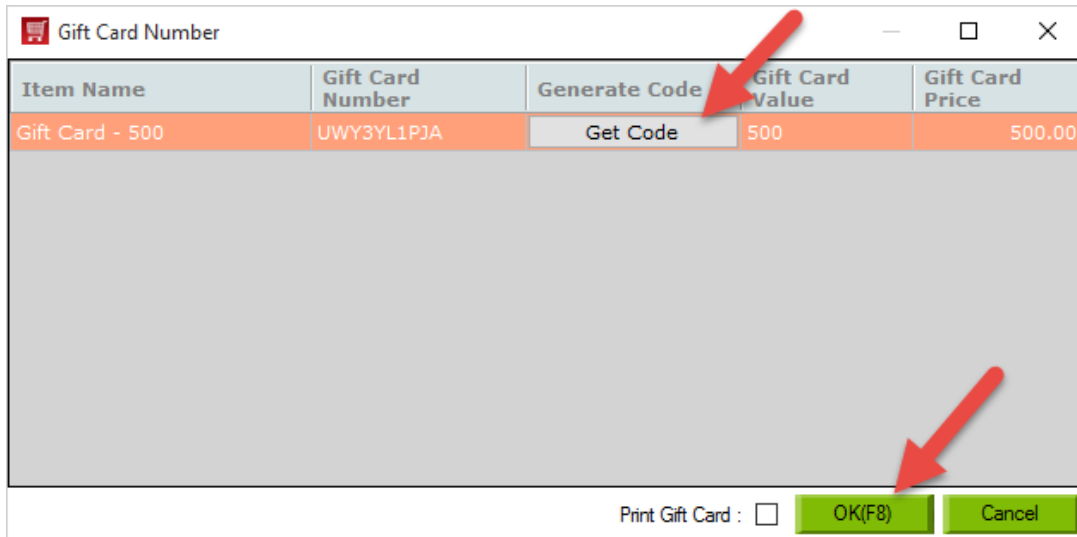 Gift Card Number
Item Name
Gift Card
Number
Generate Code
Gift Card
Value
Gift Card
Price
Gift Card - 500
UWY3YL1PJA
Get Code
500
500.00
Print Gift Card :
OK(F8)
Cancel